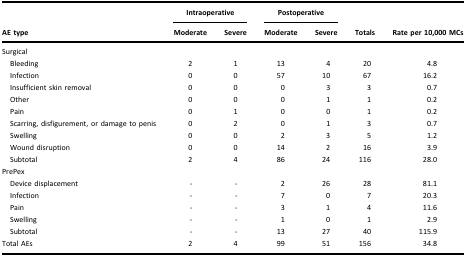 Intraoperative Postoperative
AE type Moderate Severe Moderate Severe Totals Rate per 10,000 MCs
Surgical
Bleeding 2 1 13 4 20 4.8
Infection 0 0 57 10 67 16.2
Insufficient skin removal 0 0 0 3 3 0.7
Other 0 0 0 1 1 0.2
Pain 0 1 0 0 1 0.2
Scarring, disfigurement, or damage to penis 0 2 0 1 3 0.7
Swelling 0 0 2 3 5 1.2
Wound disruption 0 0 14 2 16 3.9
Subtotal 2 4 86 24 116 28.0
PrePex
Device displacement - - 2 26 28 81.1
Infection - - 7 0 7 20.3
Pain - - 3 1 4 11.6
Swelling - - 1 0 1 2.9
Subtotal - - 13 27 40 115.9
Total AEs 2 4 99 51 156 34.8